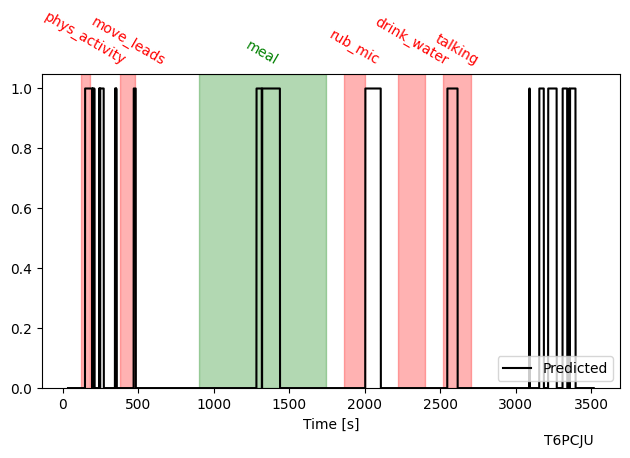 phys_activity
move_leads
meal
rub_mic
drink_water
talking
1.0
0.8
0.6
0.4
0.2
0.0
Predicted
0 500 1000 1500 2000 2500 3000 3500
Time [s]
T6PCJU